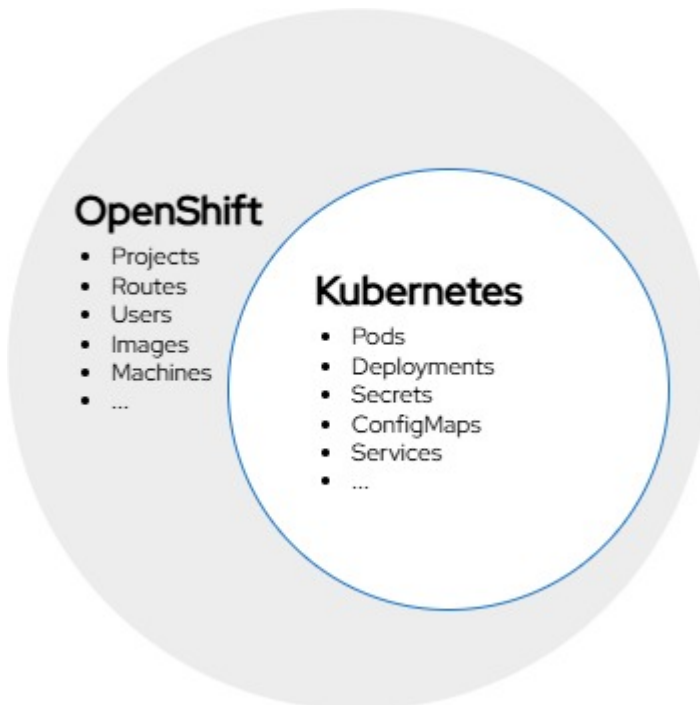 OpenShift
• Projects
• Routes
• Users
• Images
• Machines
• ...
Kubernetes
• Pods
• Deployments
• Secrets
• ConfigMaps
• Services
• ...